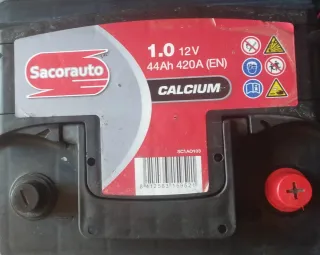 1.0 12V
44Ah 420A (EN)
Sacorauto
CALCIUM